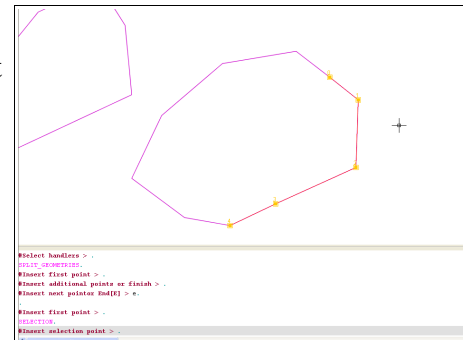 #Select handlers > .
SPLIT_GEOMETRIES.
#Insert first point > .
#Insert additional points or finish > .
#Insert next pointor End[E] > e.
.
#Insert first point > .
SELECTION.
#Insert selection point > .